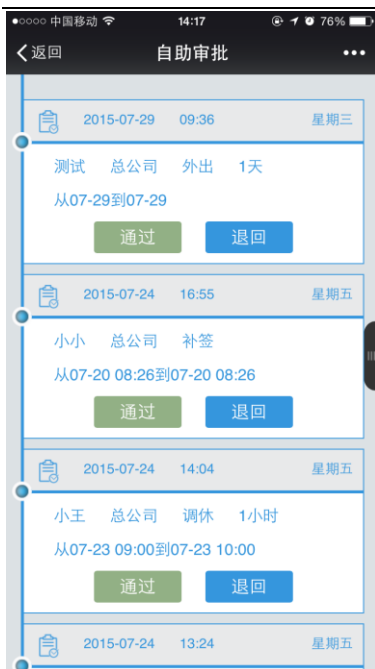 中国移动 14:17 76%
返回 自助审批
2015-07-29 09:36 星期三
测试 总公司 外出 1天
从07-29到07-29
通过 退回
2015-07-24 16:55 星期五
小小 总公司 补签
从07-20 08:26到07-20 08:26
通过 退回
2015-07-24 14:04 星期五
小王 总公司 调休 1小时
从07-23 09:00到07-23 10:00
通过 退回
2015-07-24 13:24 星期五